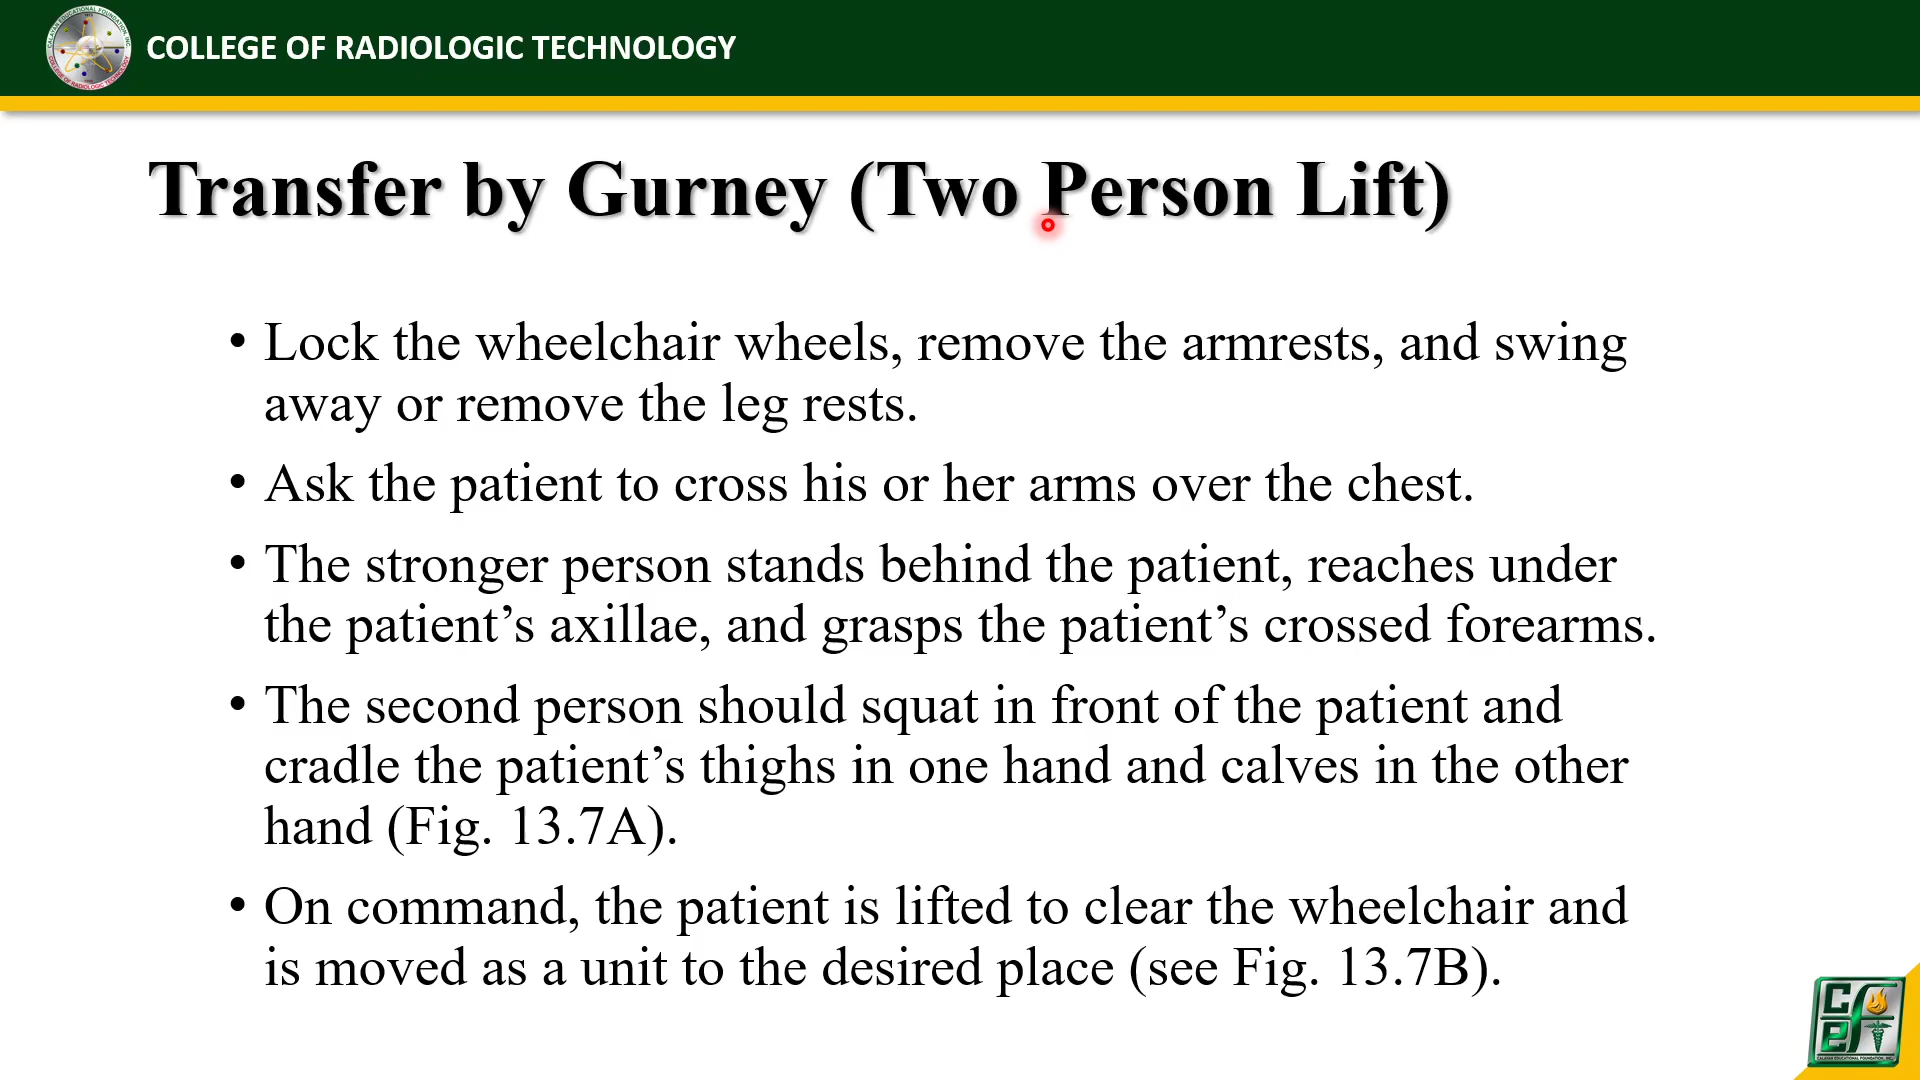 COLLEGE OF RADIOLOGIC TECHNOLOGY
Transfer by Gurney (Two Person Lift)
• Lock the wheelchair wheels, remove the armrests, and swing
away or remove the leg rests.
• Ask the patient to cross his or her arms over the chest.
• The stronger person stands behind the patient, reaches under
the patient’s axillae, and grasps the patient’s crossed forearms.
• The second person should squat in front of the patient and
cradle the patient’s thighs in one hand and calves in the other
hand (Fig. 13.7A).
• On command, the patient is lifted to clear the wheelchair and
is moved as a unit to the desired place (see Fig. 13.7B).